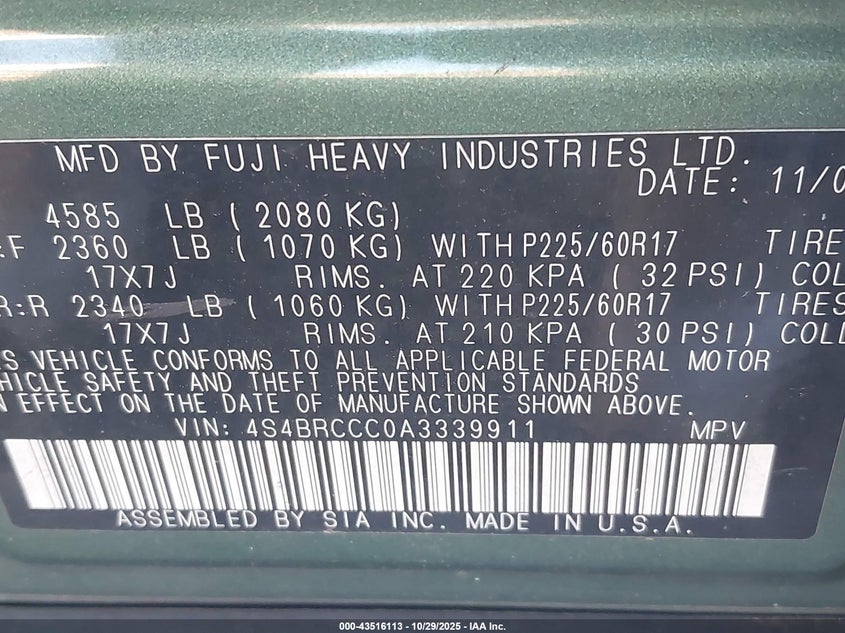 MFD BY FUJI HEAVY INDUSTRIES LTD.
DATE: 11/0
4585 LB ( 2080 KG)
:F 2360 LB ( 1070 KG) WITH P225/60R17 TIRE
17X7J RIMS. AT 220 KPA ( 32 PSI) COL
R:R 2340 LB ( 1060 KG) WITH P225/60R17 TIRES
17X7J RIMS. AT 210 KPA ( 30 PSI) COLD
S VEHICLE CONFORMS TO ALL APPLICABLE FEDERAL MOTOR
HICLE SAFETY AND THEFT PREVENTION STANDARDS
N EFFECT ON THE DATE OF MANUFACTURE SHOWN ABOVE.
VIN: 4S4BRCCC0A3339911 MPV
ASSEMBLED BY SIA INC. MADE IN U.S.A.
000-43516113 - 10/29/2025 - IAA Inc.